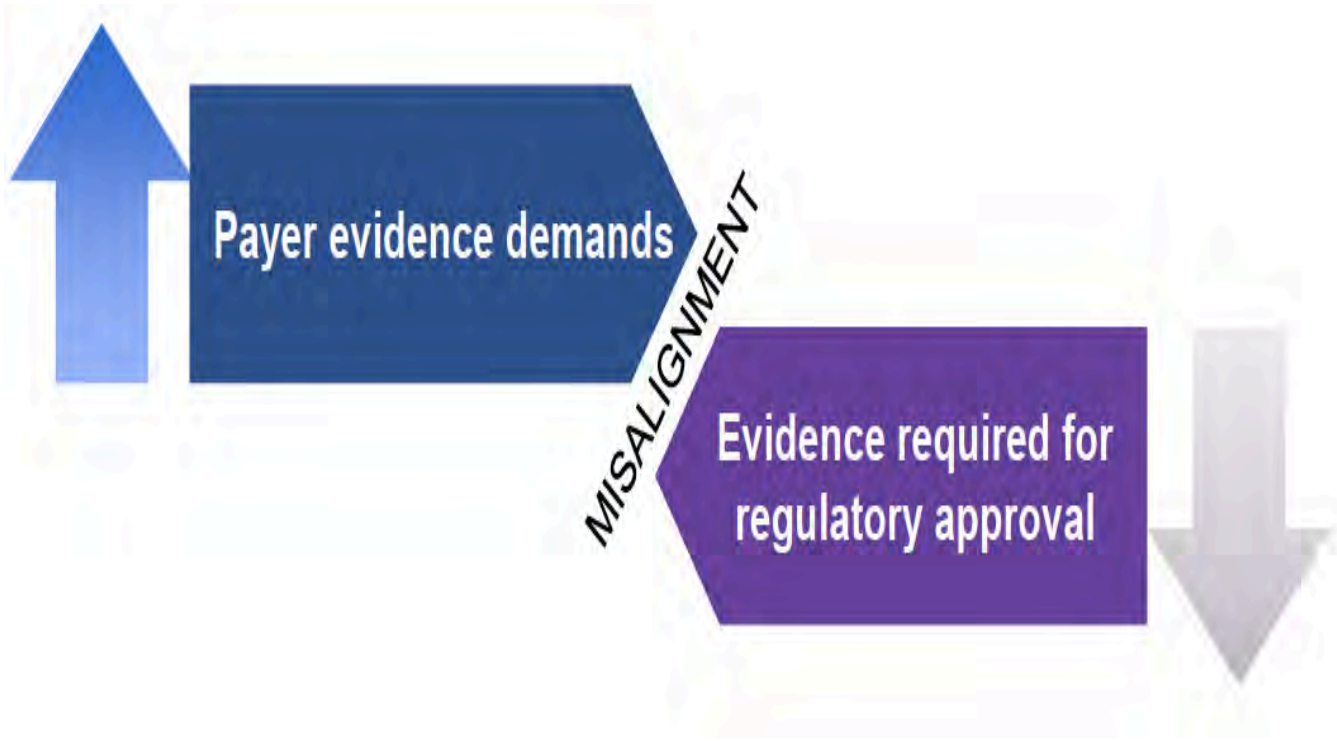 Payer evidence demands
MISALIGNMENT
Evidence required for
regulatory approval